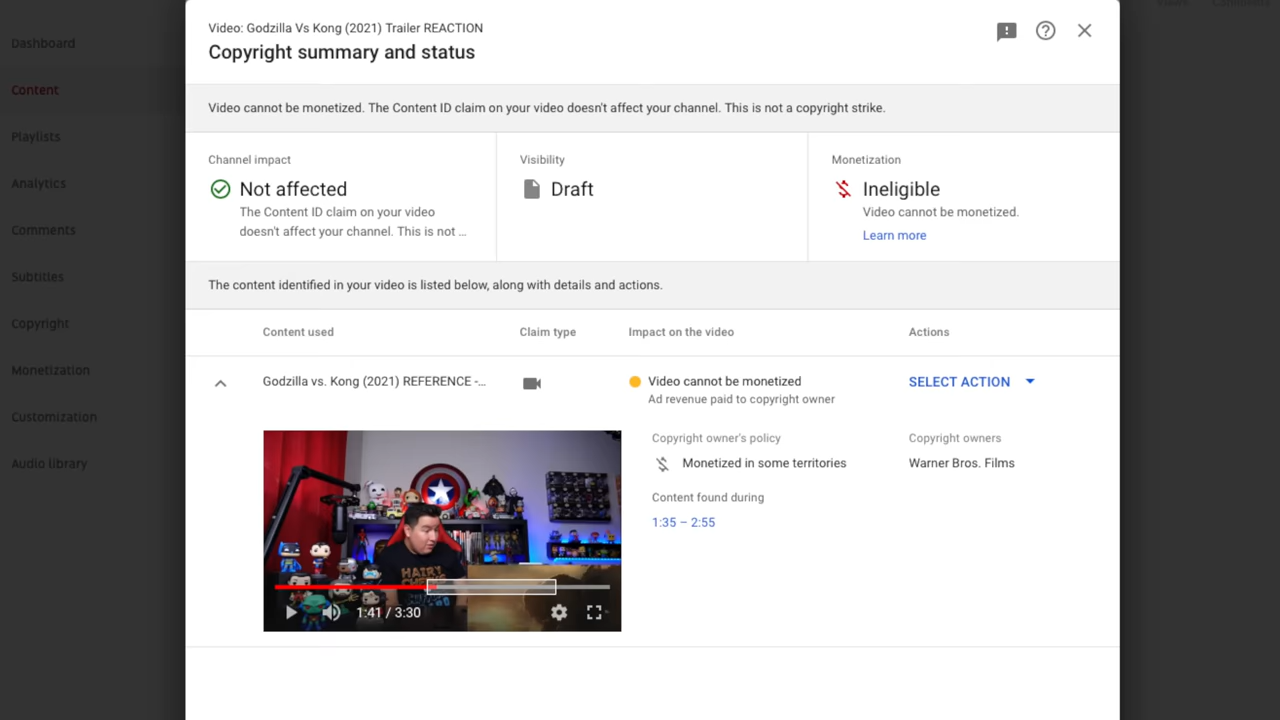 Views
Comments
Dashboard
Content
Playlists
Analytics
Comments
Subtitles
Copyright
Monetization
Customization
Audio library
Video: Godzilla Vs Kong (2021) Trailer REACTION
Copyright summary and status
Video cannot be monetized. The Content ID claim on your video doesn't affect your channel. This is not a copyright strike.
Channel impact
Not affected
The Content ID claim on your video
doesn't affect your channel. This is not ...
Visibility
Draft
Monetization
Ineligible
Video cannot be monetized.
Learn more
The content identified in your video is listed below, along with details and actions.
Content used
Claim type
Impact on the video
Actions
Godzilla vs. Kong (2021) REFERENCE -...
Video cannot be monetized
Ad revenue paid to copyright owner
SELECT ACTION
Copyright owner's policy
Monetized in some territories
Content found during
1:35 – 2:55
Copyright owners
Warner Bros. Films
HAIRY
1:41 / 3:30